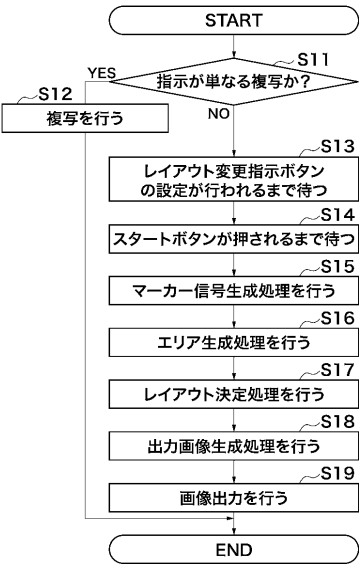 START
S11
指示が単なる複写か?
YES
NO
S12
複写を行う
S13
レイアウト変更指示ボタン
の設定が行われるまで待つ
S14
スタートボタンが押されるまで待つ
S15
マーカー信号生成処理を行う
S16
エリア生成処理を行う
S17
レイアウト決定処理を行う
S18
出力画像生成処理を行う
S19
画像出力を行う
END